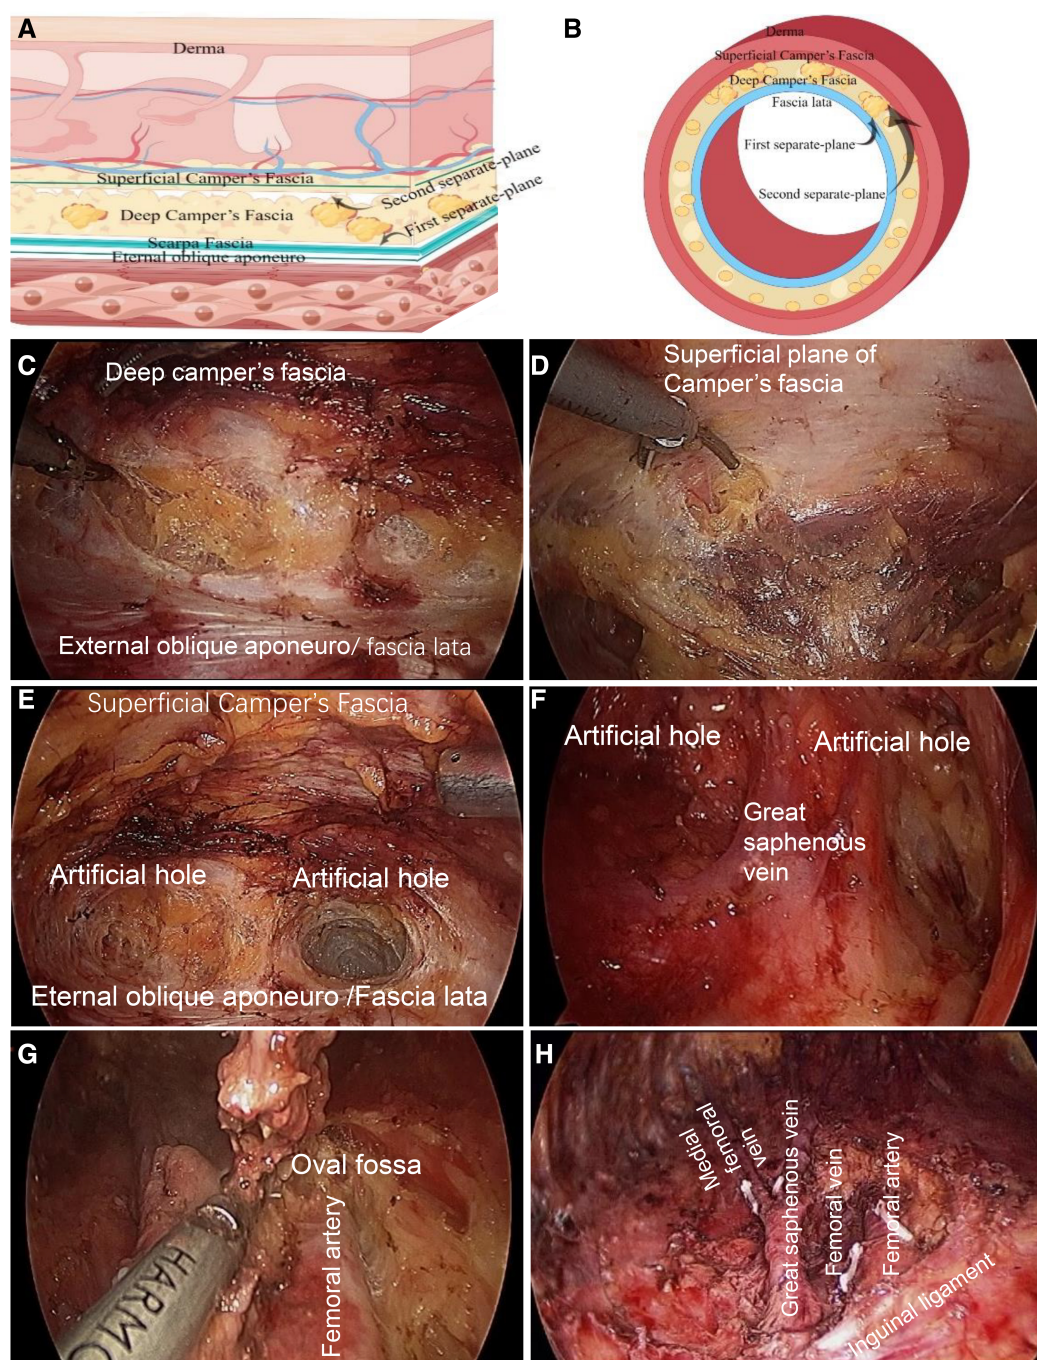 A
Derma
Superficial Camper's Fascia
Second separate-plane
Deep Camper's Fascia
First separate-plane
Scarpa Fascia
Eternal oblique aponeuro
B
Derma
Superficial Camper's Fascia
Deep Camper's Fascia
Fascia lata
First separate-plane
Second separate-plane
C
Deep camper's fascia
External oblique aponeuro/ fascia lata
D
Superficial plane of
Camper's fascia
E
Superficial Camper's Fascia
Artificial hole
Artificial hole
Eternal oblique aponeuro /Fascia lata
F
Artificial hole
Artificial hole
Great
saphenous
vein
G
Oval fossa
Femoral artery
HARMO
H
Medial
femoral
vein
Great saphenous vein
Femoral vein
Femoral artery
Inguinal ligament